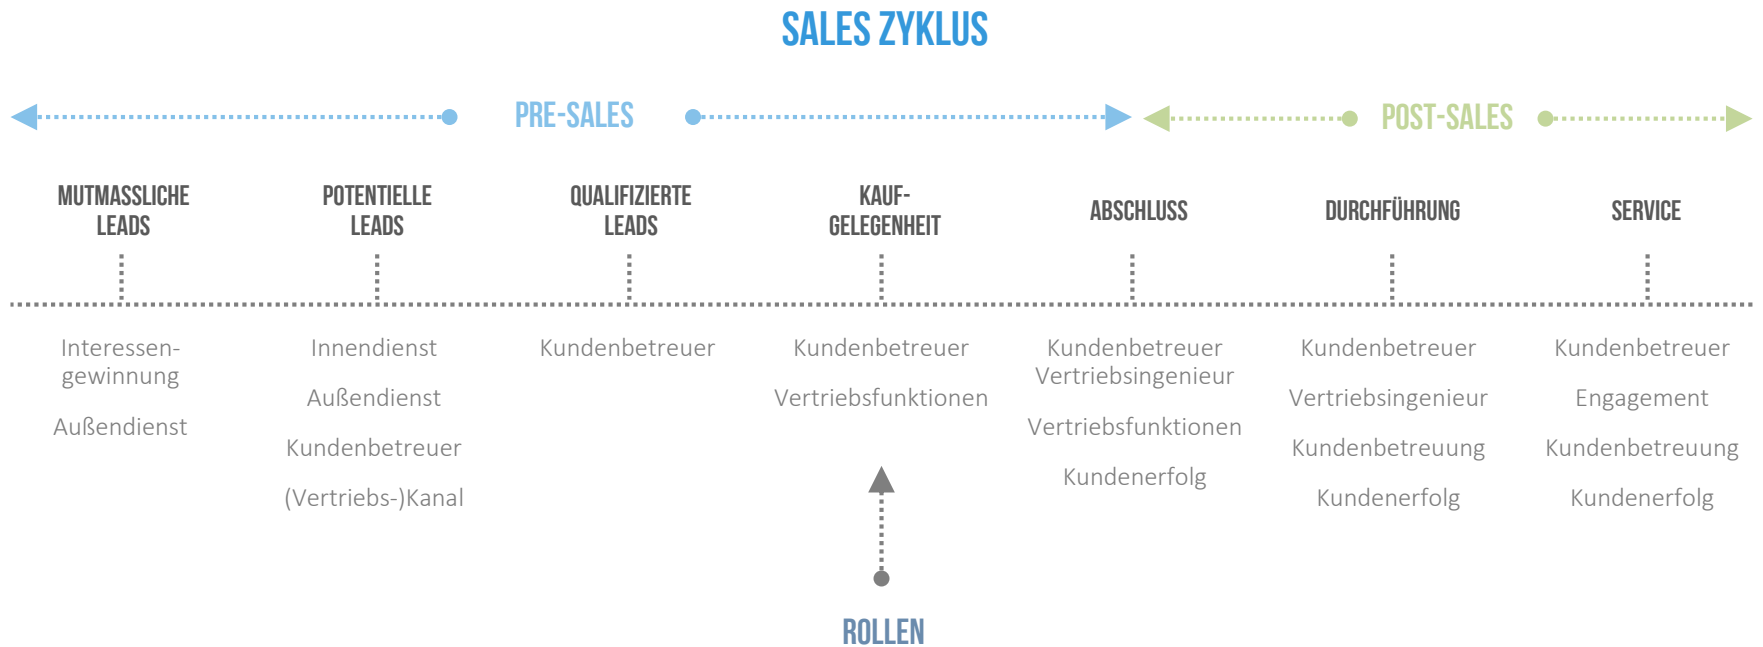 SALES ZYKLUS
PRE-SALES
POST-SALES
MUTMASSLICHE
LEADS
POTENTIELLE
LEADS
QUALIFIZIERTE
LEADS
KAUF-
GELEGENHEIT
ABSCHLUSS
DURCHFÜHRUNG
SERVICE
Interessen-
gewinnung
Außendienst
Innendienst
Außendienst
Kundenbetreuer
(Vertriebs-)Kanal
Kundenbetreuer
Kundenbetreuer
Vertriebsfunktionen
Kundenbetreuer
Vertriebsingenieur
Vertriebsfunktionen
Kundenerfolg
Kundenbetreuer
Vertriebsingenieur
Kundenbetreuung
Kundenerfolg
Kundenbetreuer
Engagement
Kundenbetreuung
Kundenerfolg
ROLLEN